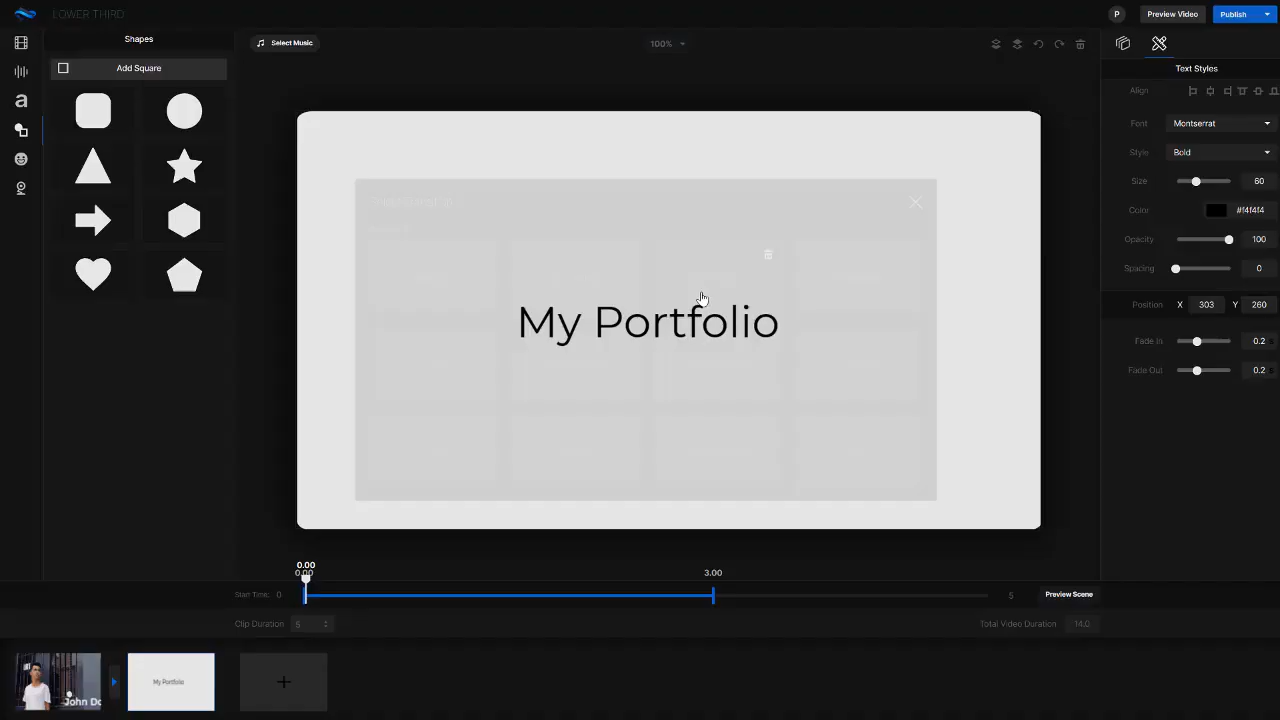 LOWER THIRD
P
Preview Video
Publish
Shapes
Select Music
100%
Add Square
a
Text Styles
Align
Font
Montserrat
Style
Bold
Size
60
Color
#f4f4f4
Opacity
100
Spacing
0
Position
X
303
Y
260
Fade In
0.2
Fade Out
0.2
My Portfolio
0.00
0.00
3.00
Start Time:
0
5
Preview Scene
Clip Duration
5
Total Video Duration
14.0
John Do
My Portfolio
+